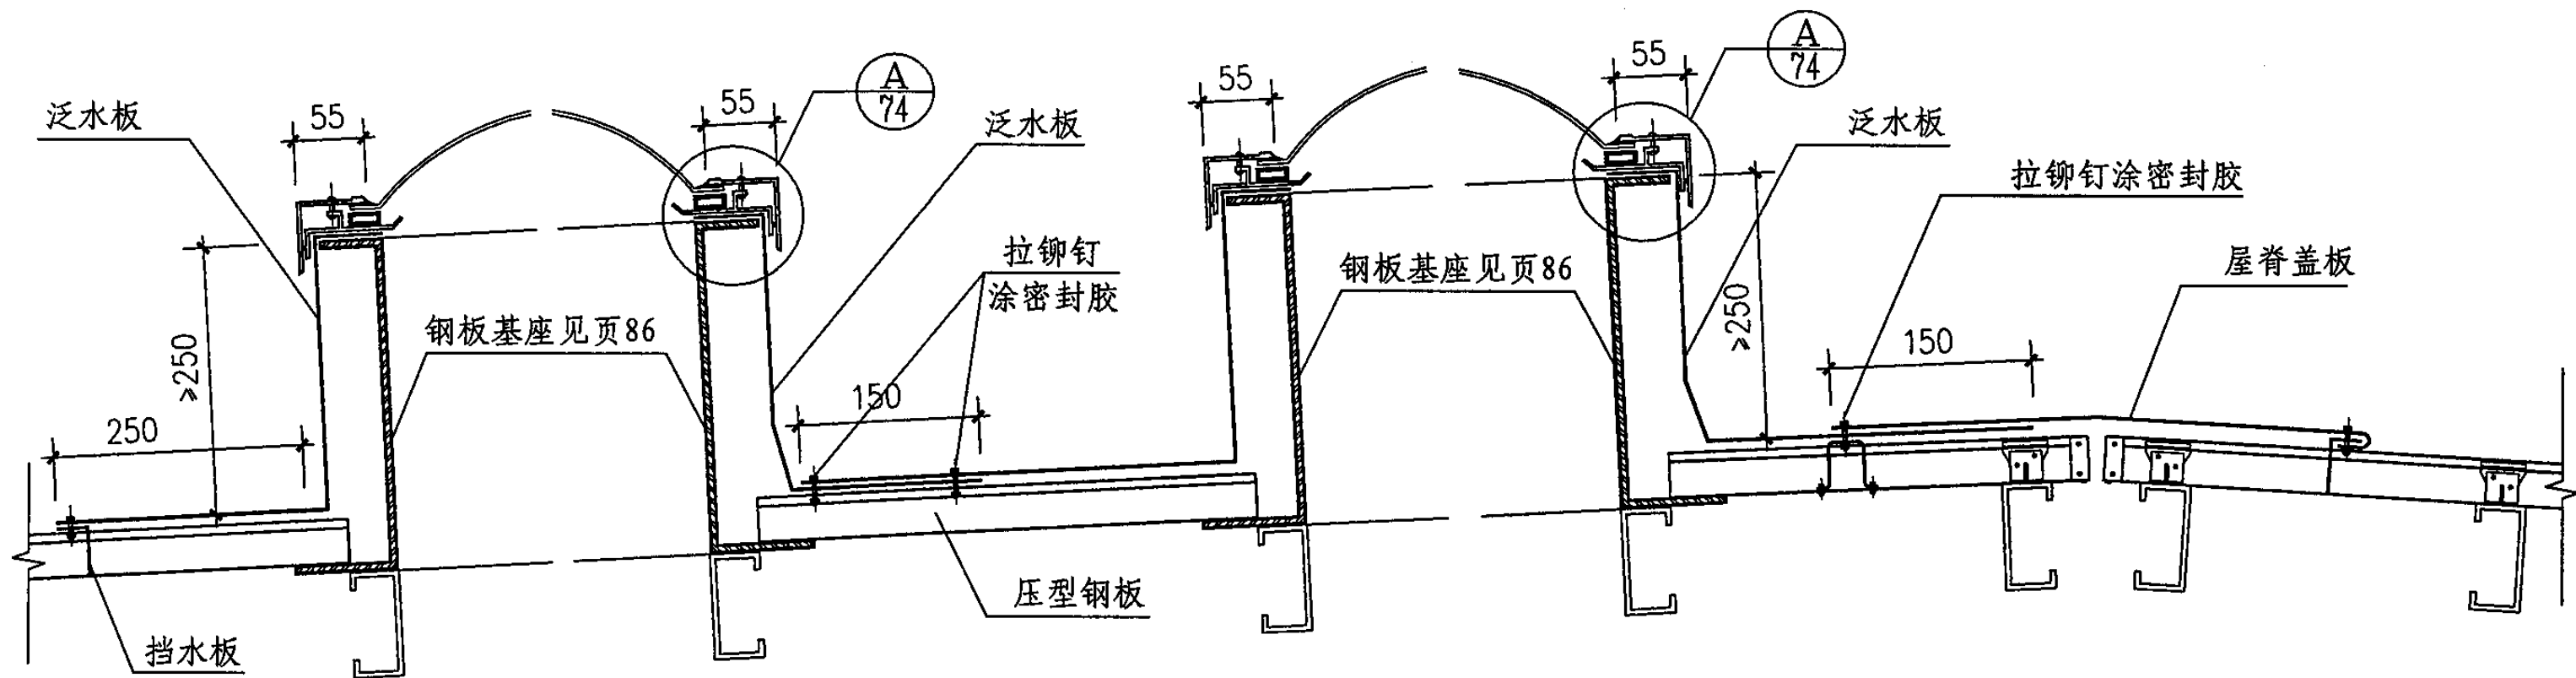 A
74
A
74
55
55
55
55
泛水板
泛水板
泛水板
拉铆钉涂密封胶
拉铆钉
涂密封胶
屋脊盖板
钢板基座见页86
钢板基座见页86
≥250
≥250
250
150
150
压型钢板
挡水板